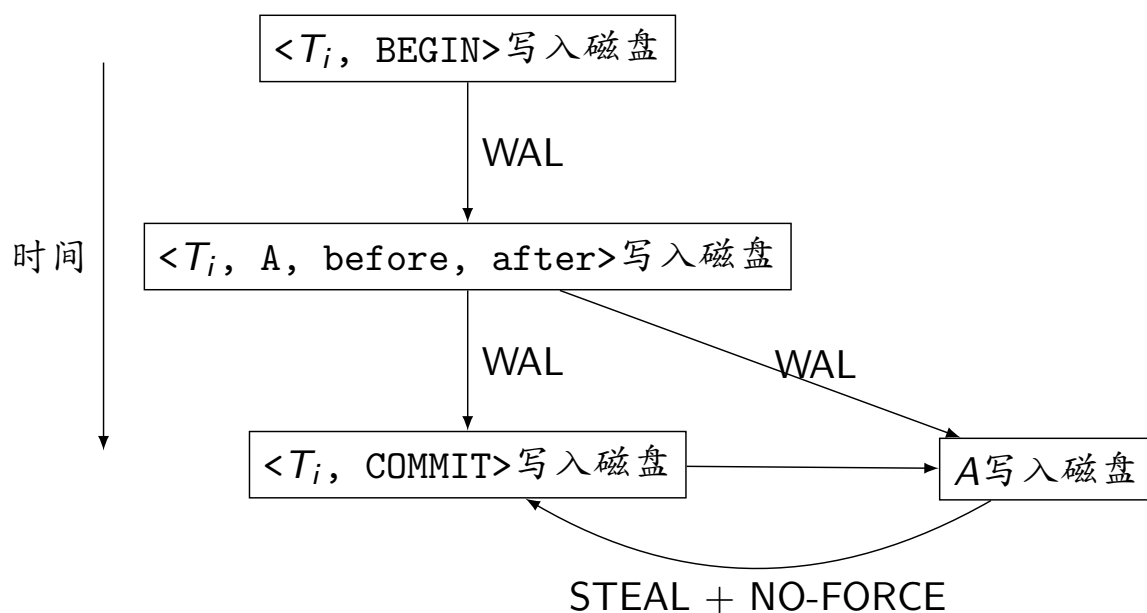 <Ti, BEGIN>写入磁盘
WAL
时间
<Ti, A, before, after>写入磁盘
WAL
WAL
<Ti, COMMIT>写入磁盘
A写入磁盘
STEAL + NO-FORCE